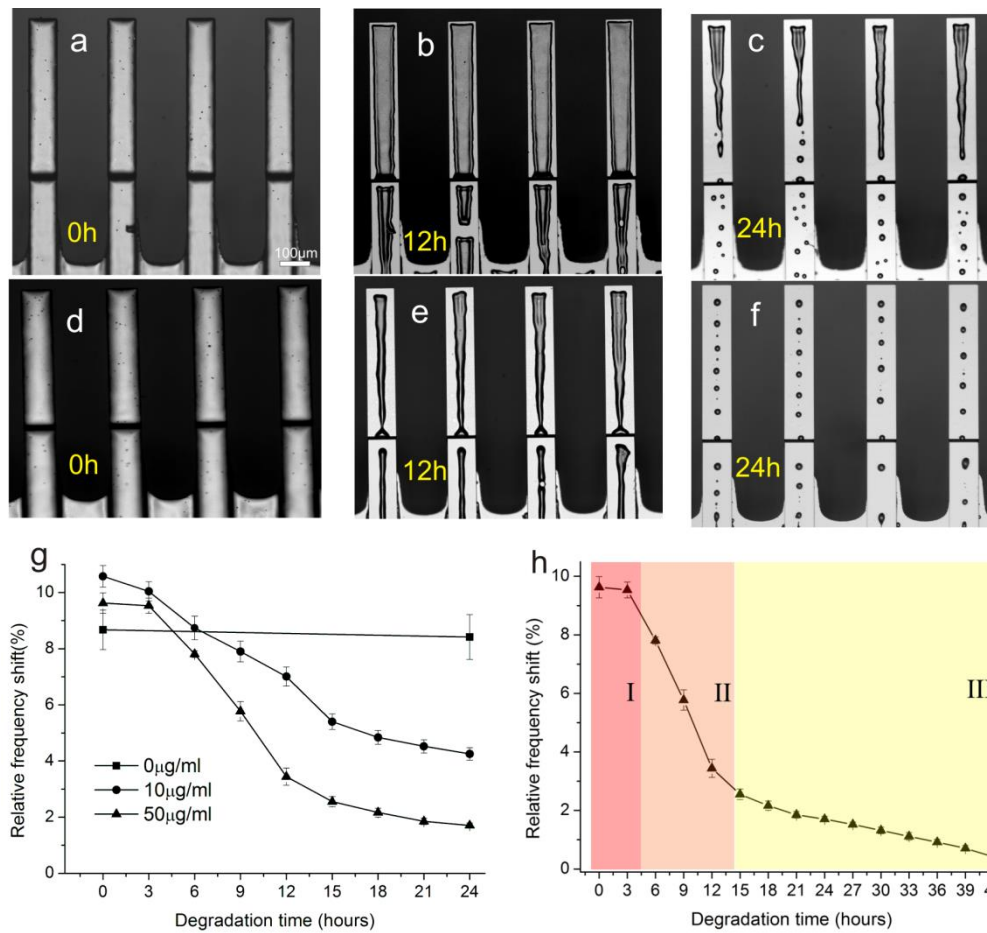 a
b
c
0h
12h
24h
100μm
d
e
f
0h
12h
24h
g
Relative frequency shift(%)
10
8
6
4
2
0
0μg/ml
10μg/ml
50μg/ml
0 3 6 9 12 15 18 21 24
Degradation time (hours)
h
Relative frequency shift (%)
10
8
6
4
2
0
I
II
III
0 3 6 9 12 15 18 21 24 27 30 33 36 39
Degradation time (hours)